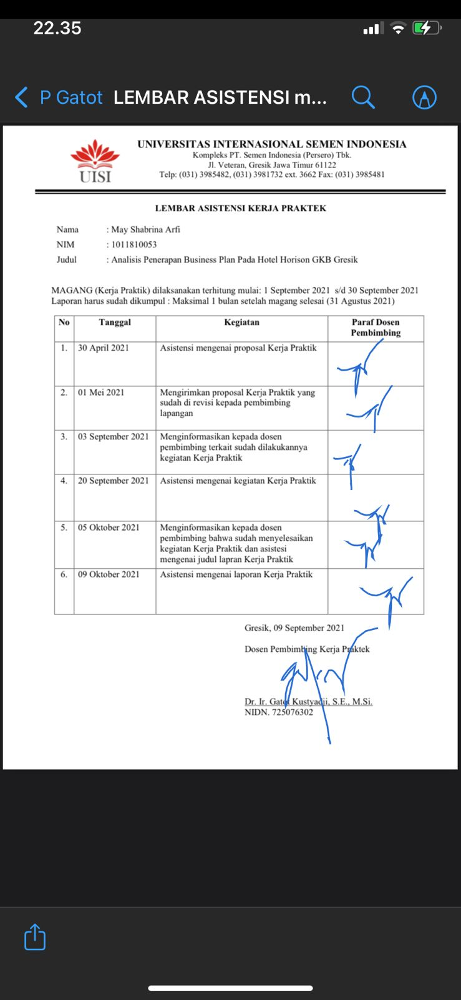 22.35
P Gatot LEMBAR ASISTENSI m...
UNIVERSITAS INTERNASIONAL SEMEN INDONESIA
Kompleks PT. Semen Indonesia (Persero) Tbk.
Jl. Veteran, Gresik Jawa Timur 61122
Telp: (031) 3985482, (031) 3981732 ext. 3662 Fax: (031) 3985481
UISI
LEMBAR ASISTENSI KERJA PRAKTEK
Nama : May Shabrina Arfi
NIM : 1011810053
Judul : Analisis Penerapan Business Plan Pada Hotel Horison GKB Gresik
MAGANG (Kerja Praktik) dilaksanakan terhitung mulai: 1 September 2021 s/d 30 September 2021
Laporan harus sudah dikumpul : Maksimal 1 bulan setelah magang selesai (31 Agustus 2021)
No Tanggal Kegiatan Paraf Dosen
Pembimbing
1. 30 April 2021 Asistensi mengenai proposal Kerja Praktik
2. 01 Mei 2021 Mengirimkan proposal Kerja Praktik yang
sudah di revisi kepada pembimbing
lapangan
3. 03 September 2021 Menginformasikan kepada dosen
pembimbing terkait sudah dilakukannya
kegiatan Kerja Praktik
4. 20 September 2021 Asistensi mengenai kegiatan Kerja Praktik
5. 05 Oktober 2021 Menginformasikan kepada dosen
pembimbing bahwa sudah menyelesaikan
kegiatan Kerja Praktik dan asistesi
mengenai judul lapran Kerja Praktik
6. 09 Oktober 2021 Asistensi mengenai laporan Kerja Praktik
Gresik, 09 September 2021
Dosen Pembimbing Kerja Praktek
Dr. Ir. Gatot Kustyadji, S.E., M.Si.
NIDN. 725076302